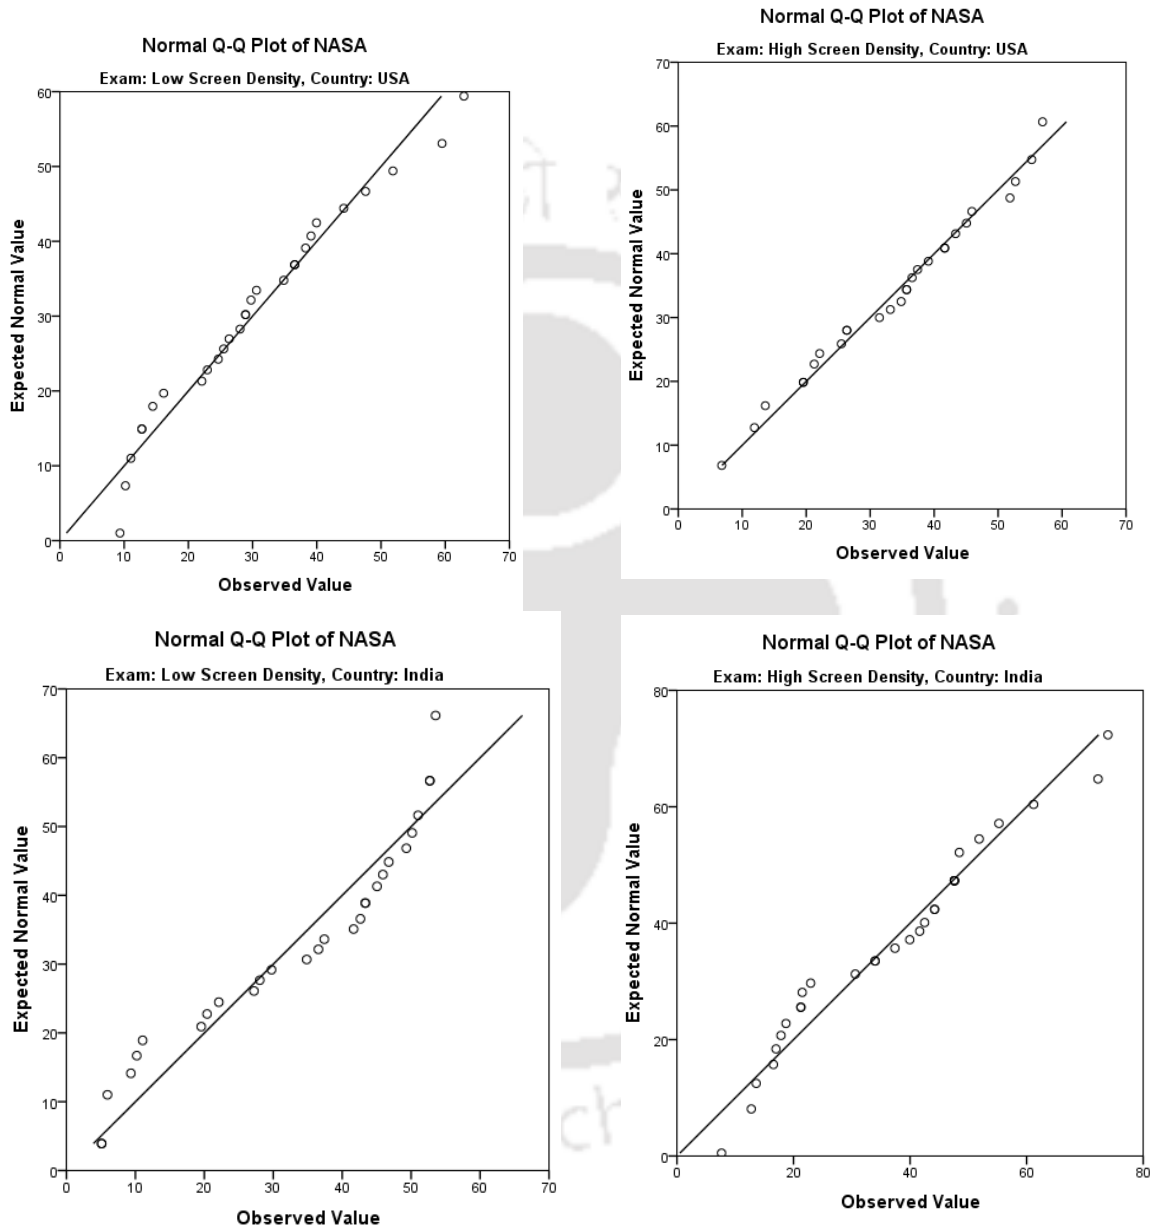 Normal Q-Q Plot of NASA
Exam: Low Screen Density, Country: USA
Expected Normal Value
60
50
40
30
20
10
0
0 10 20 30 40 50 60 70
Observed Value
Normal Q-Q Plot of NASA
Exam: High Screen Density, Country: USA
Expected Normal Value
70
60
50
40
30
20
10
0
0 10 20 30 40 50 60 70
Observed Value
Normal Q-Q Plot of NASA
Exam: Low Screen Density, Country: India
Expected Normal Value
70
60
50
40
30
20
10
0
0 10 20 30 40 50 60 70
Observed Value
Normal Q-Q Plot of NASA
Exam: High Screen Density, Country: India
Expected Normal Value
80
60
40
20
0
0 20 40 60 80
Observed Value